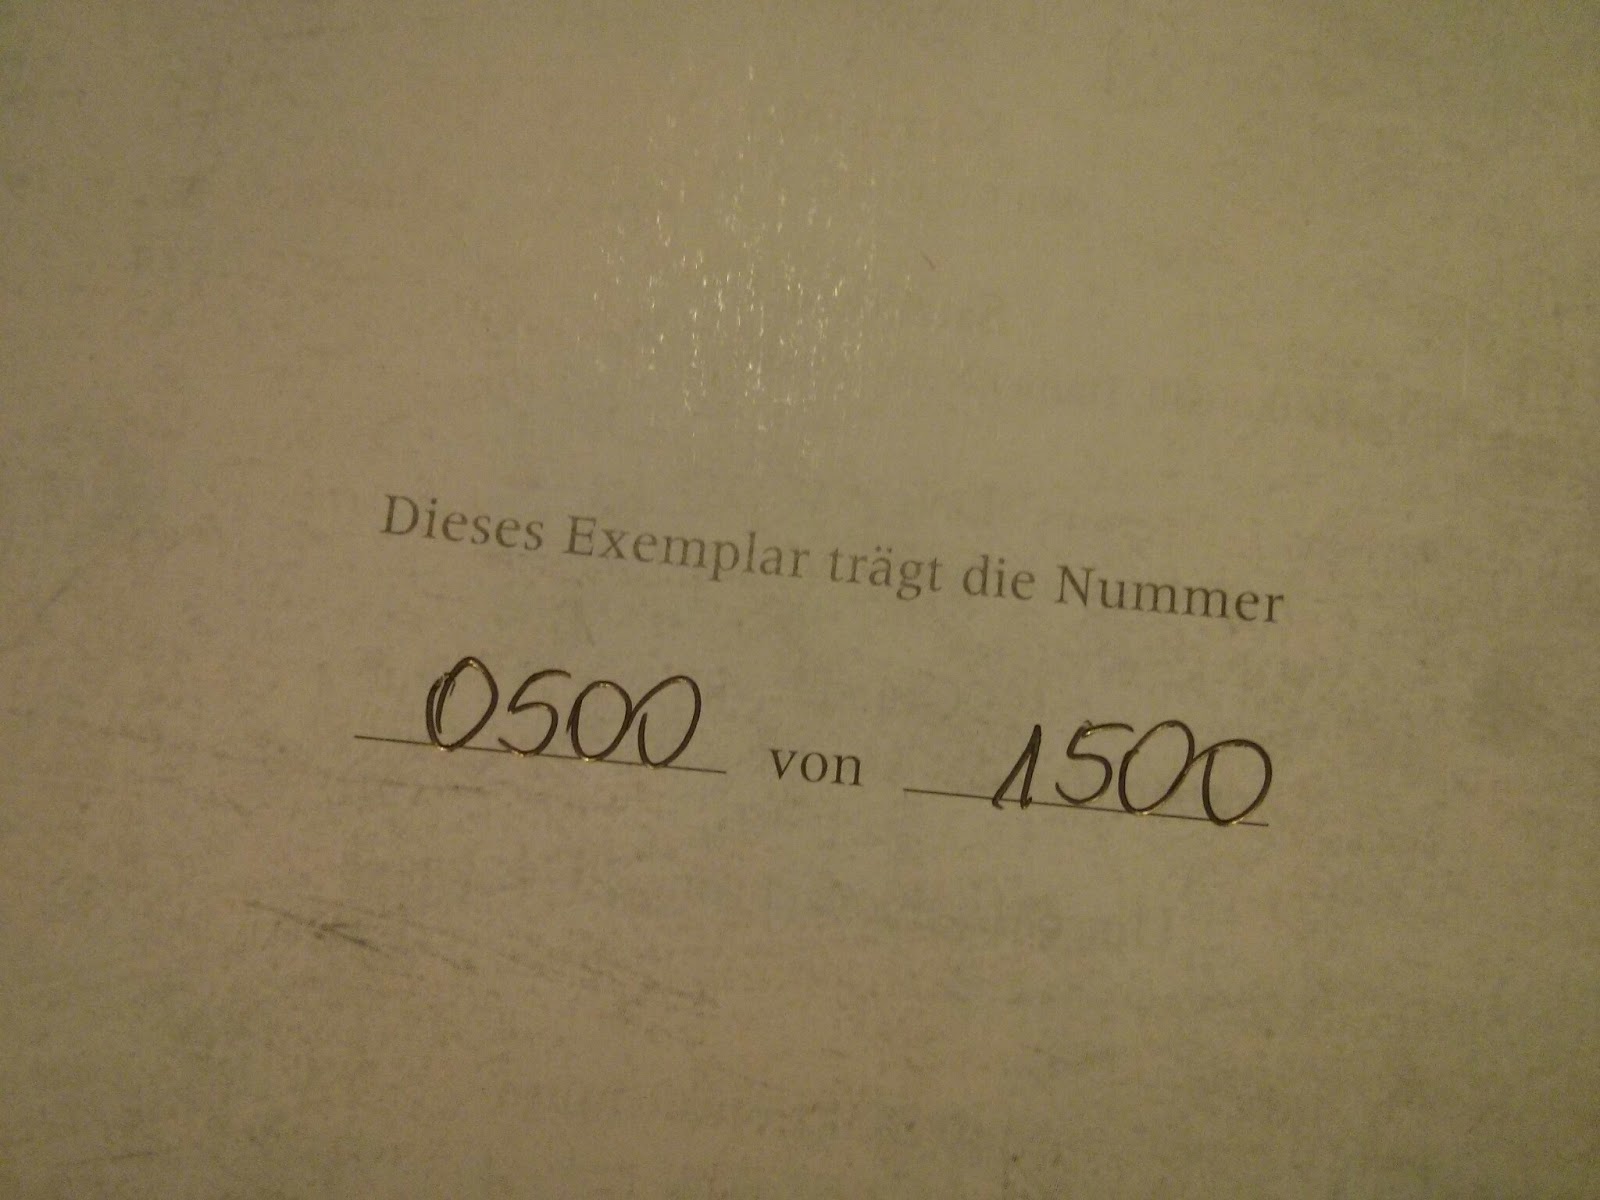 Dieses Exemplar trägt die Nummer
0500 von 1500